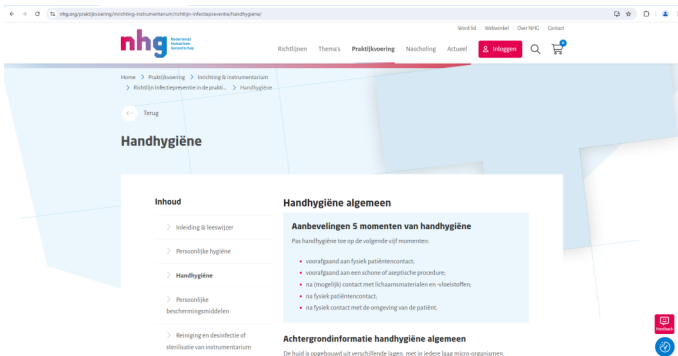 nhg.org/praktijkvoering/inrichting-instrumentarium/richtlijn-infectiepreventie/handhygiene/
Word lid Webwinkel Over NHG Contact
nhg Nederlands
Huisartsen
Genootschap
Richtlijnen Thema's Praktijkvoering Nascholing Actueel Inloggen
Home > Praktijkvoering > Inrichting & instrumentarium
> Richtlijn Infectiepreventie in de prakti... > Handhygiëne
Terug
Handhygiëne
Inhoud
> Inleiding & leeswijzer
> Persoonlijke hygiëne
> Handhygiëne
> Persoonlijke
beschermingsmiddelen
> Reiniging en desinfectie of
sterilisatie van instrumentarium
Handhygiëne algemeen
Aanbevelingen 5 momenten van handhygiëne
Pas handhygiëne toe op de volgende vijf momenten:
• voorafgaand aan fysiek patiëntencontact;
• voorafgaand aan een schone of aseptische procedure;
• na (mogelijk) contact met lichaamsmaterialen en -vloeistoffen;
• na fysiek patiëntencontact;
• na fysiek contact met de omgeving van de patiënt.
Achtergrondinformatie handhygiëne algemeen
De huid is opgebouwd uit verschillende lagen, met in iedere laag micro-organismen.
Feedback